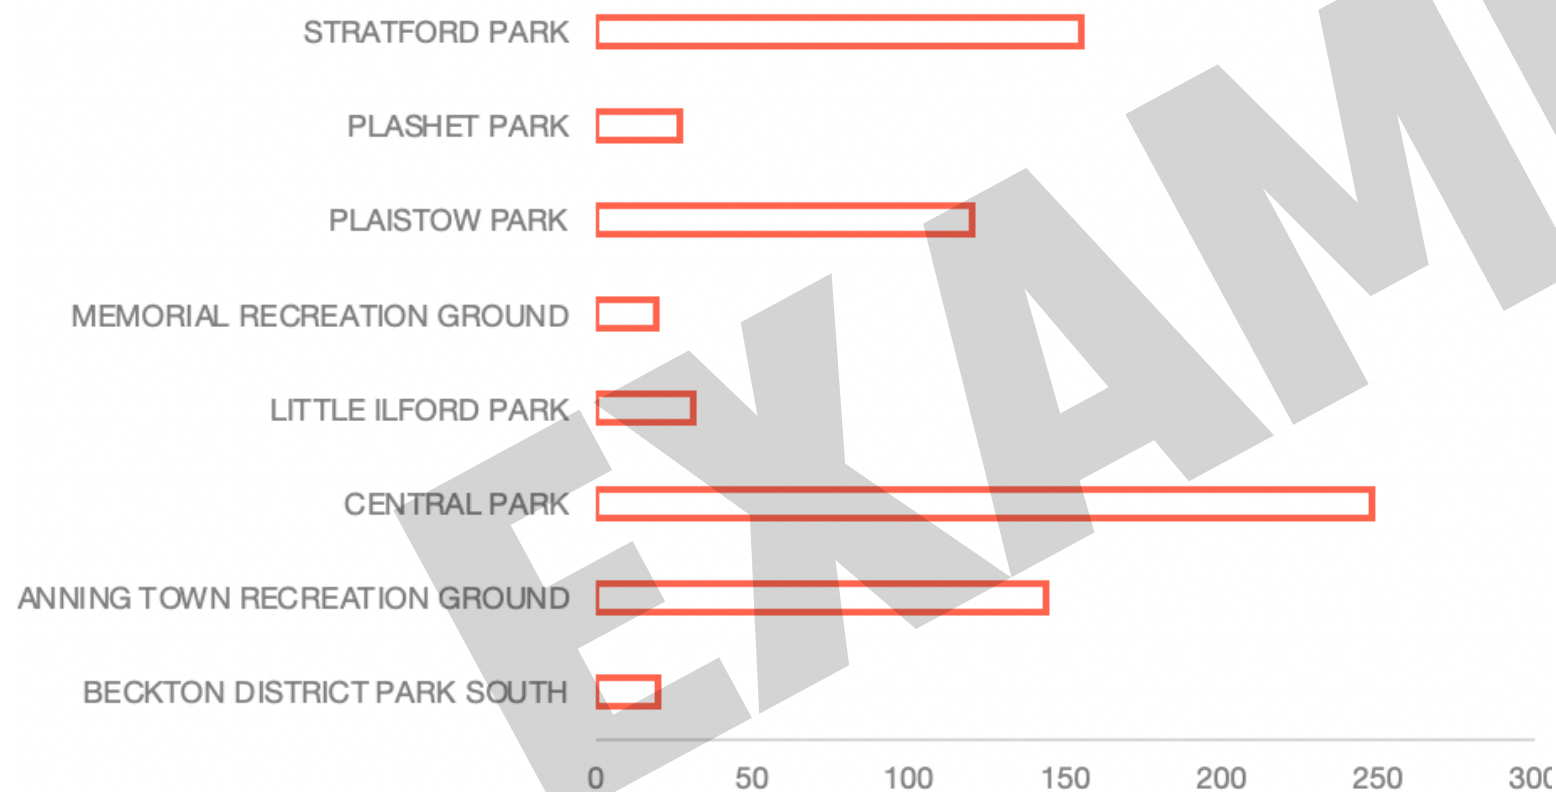 STRATFORD PARK
PLASHET PARK
PLAISTOW PARK
MEMORIAL RECREATION GROUND
LITTLE ILFORD PARK
CENTRAL PARK
ANNING TOWN RECREATION GROUND
BECKTON DISTRICT PARK SOUTH
0 50 100 150 200 250 300
EXAM